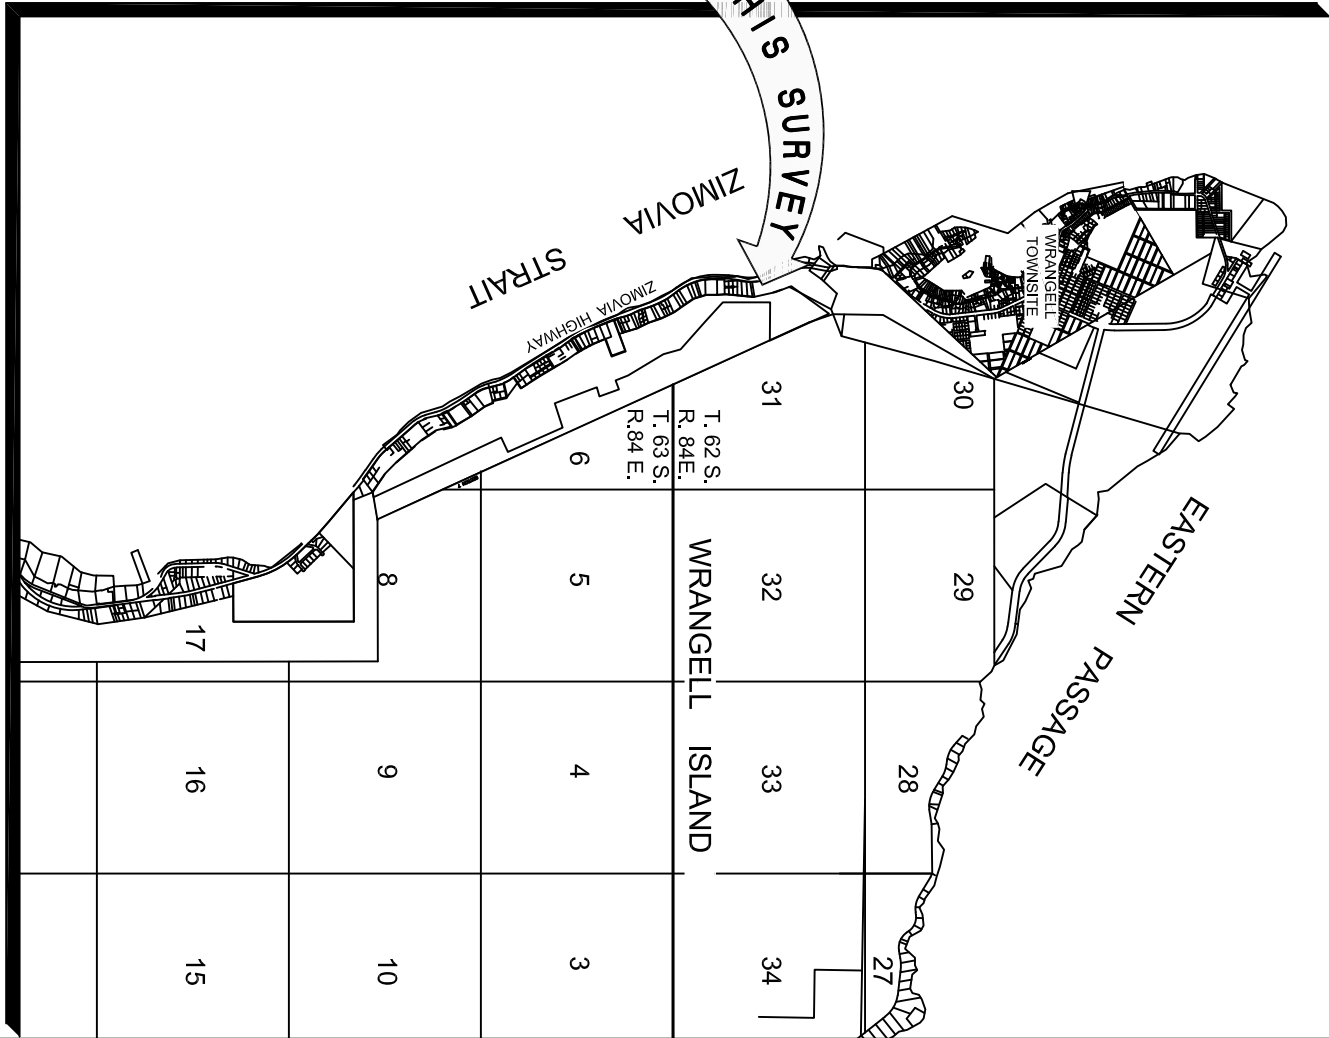 HIS SURVEY
ZIMOVIA
STRAIT
ZIMOVIA HIGHWAY
WRANGELL
TOWNSITE
EASTERN PASSAGE
30
29
28
27
31
32
33
34
T. 62 S.
R. 84E.
T. 63 S.
R.84 E.
WRANGELL ISLAND
6
5
4
3
8
9
10
17
16
15